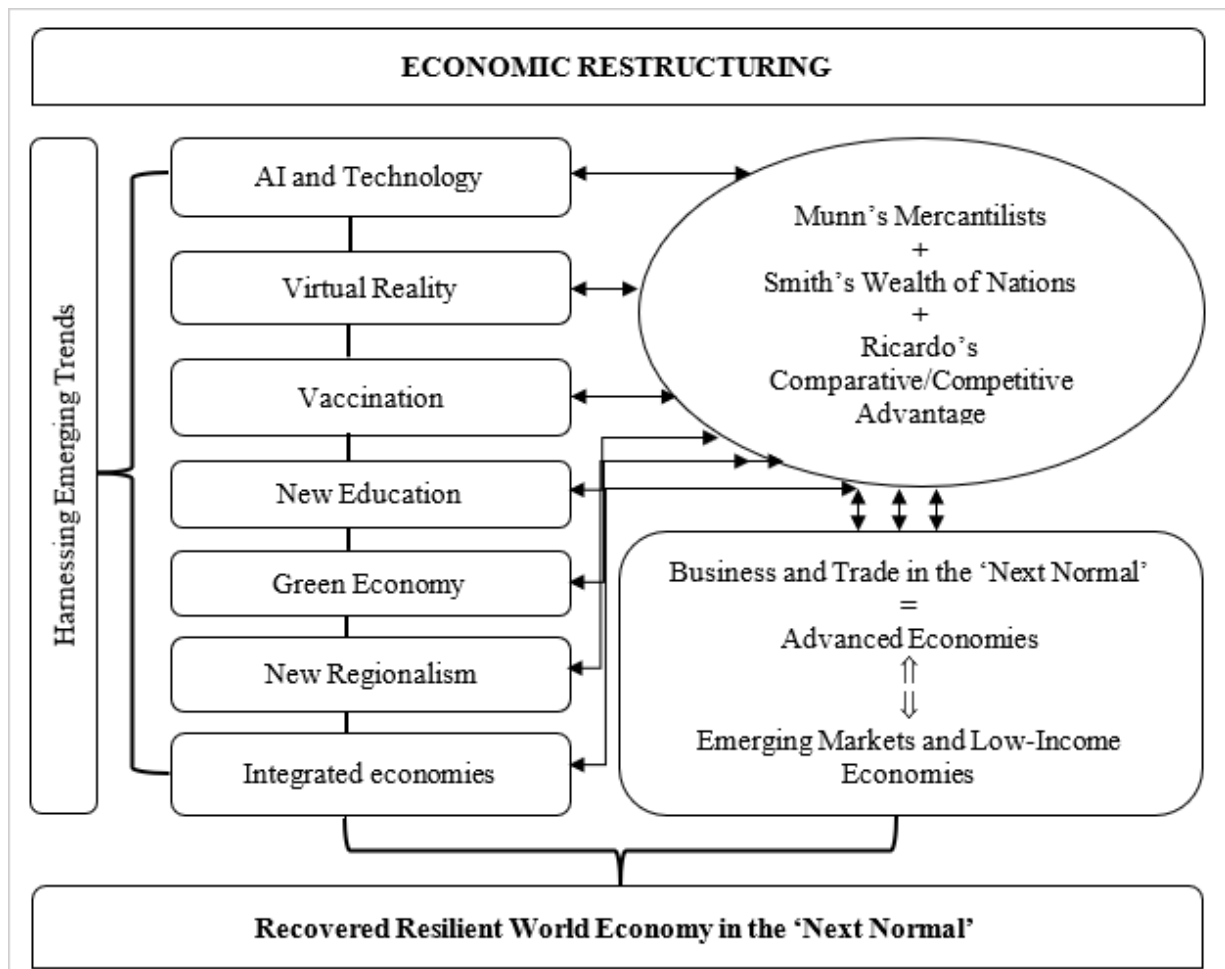 ECONOMIC RESTRUCTURING
Harnessing Emerging Trends
AI and Technology
Virtual Reality
Vaccination
New Education
Green Economy
New Regionalism
Integrated economies
Munn’s Mercantilists
+
Smith’s Wealth of Nations
+
Ricardo’s
Comparative/Competitive
Advantage
Business and Trade in the ‘Next Normal’
=
Advanced Economies
⇑
⇓
Emerging Markets and Low-Income
Economies
Recovered Resilient World Economy in the ‘Next Normal’